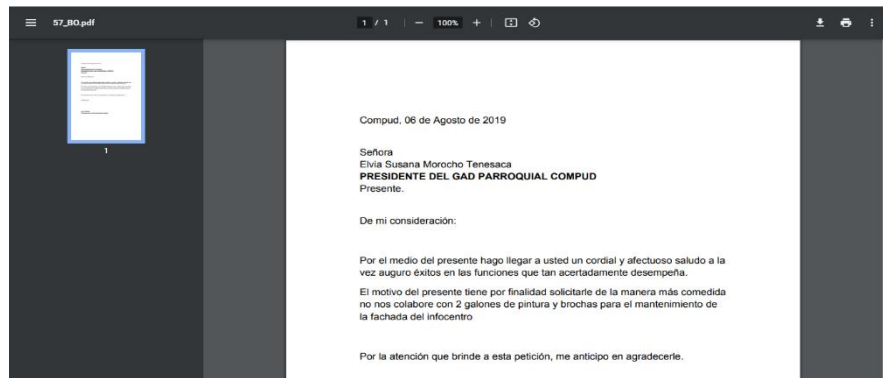 57_BO.pdf
1 / 1
100%
1
Compud, 06 de Agosto de 2019
Señora
Elvia Susana Morocho Tenesaca
PRESIDENTE DEL GAD PARROQUIAL COMPUD
Presente.
De mi consideración:
Por el medio del presente hago llegar a usted un cordial y afectuoso saludo a la
vez auguro éxitos en las funciones que tan acertadamente desempeña.
El motivo del presente tiene por finalidad solicitarle de la manera más comedida
no nos colabore con 2 galones de pintura y brochas para el mantenimiento de
la fachada del infocentro
Por la atención que brinde a esta petición, me anticipo en agradecerle.